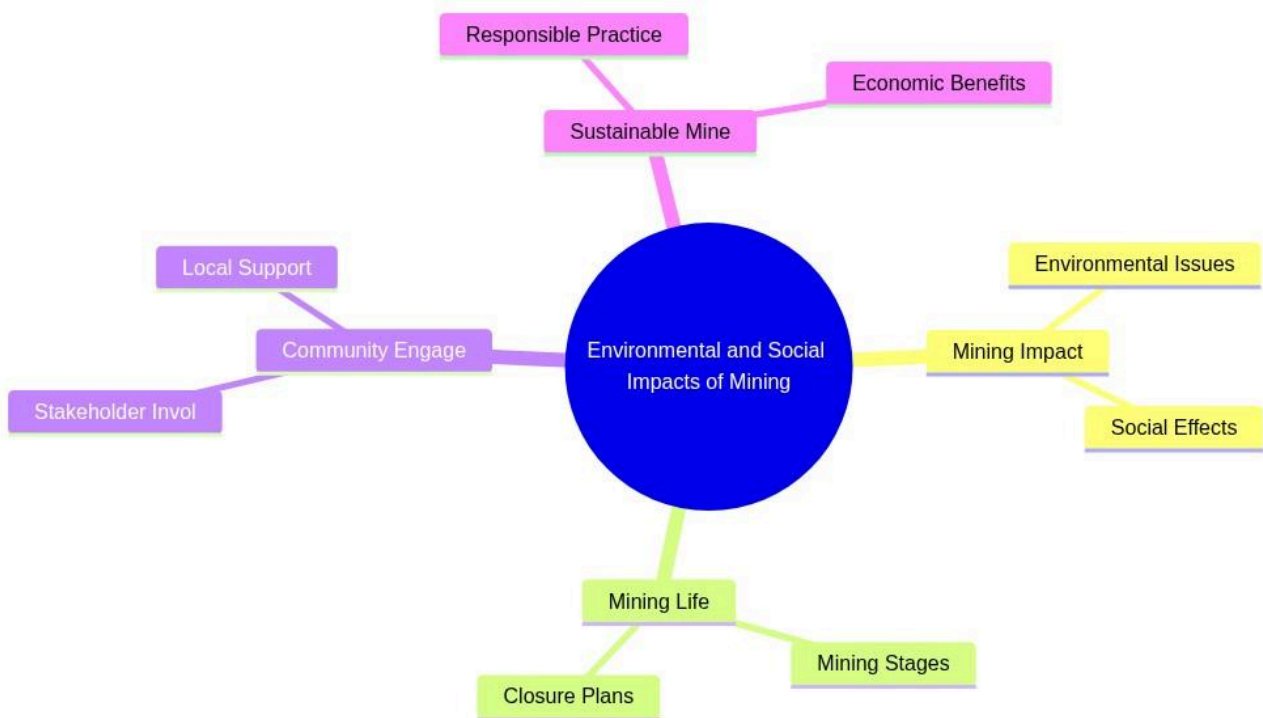 Responsible Practice
Economic Benefits
Sustainable Mine
Local Support
Environmental Issues
Community Engage
Environmental and Social
Impacts of Mining
Mining Impact
Stakeholder Invol
Social Effects
Mining Life
Mining Stages
Closure Plans